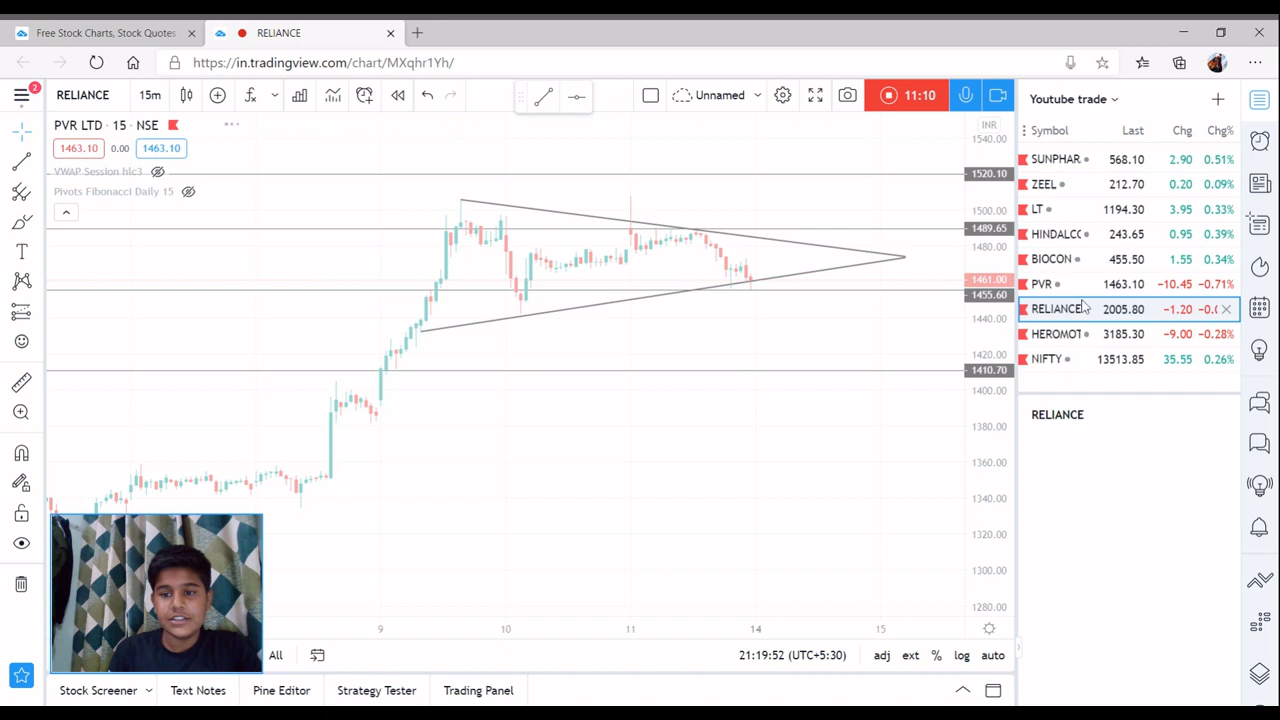 Free Stock Charts, Stock Quotes
RELIANCE
https://in.tradingview.com/chart/MXqhr1Yh/
2
RELIANCE 15m Unnamed 11:10
PVR LTD · 15 · NSE
1463.10 0.00 1463.10
VWAP Session hlc3
Pivots Fibonacci Daily 15
INR
1540.00
1520.10
1500.00
1489.65
1480.00
1461.00
1455.60
1440.00
1420.00
1410.70
1400.00
1380.00
1360.00
1340.00
1320.00
1300.00
1280.00
9 10 11 14 15
All
21:19:52 (UTC+5:30) adj ext % log auto
Stock Screener Text Notes Pine Editor Strategy Tester Trading Panel
Youtube trade
Symbol Last Chg Chg%
SUNPHAR 568.10 2.90 0.51%
ZEEL 212.70 0.20 0.09%
LT 1194.30 3.95 0.33%
HINDALCO 243.65 0.95 0.39%
BIOCON 455.50 1.55 0.34%
PVR 1463.10 −10.45 −0.71%
RELIANCE 2005.80 −1.20 −0.0
HEROMOT 3185.30 −9.00 −0.28%
NIFTY 13513.85 35.55 0.26%
RELIANCE